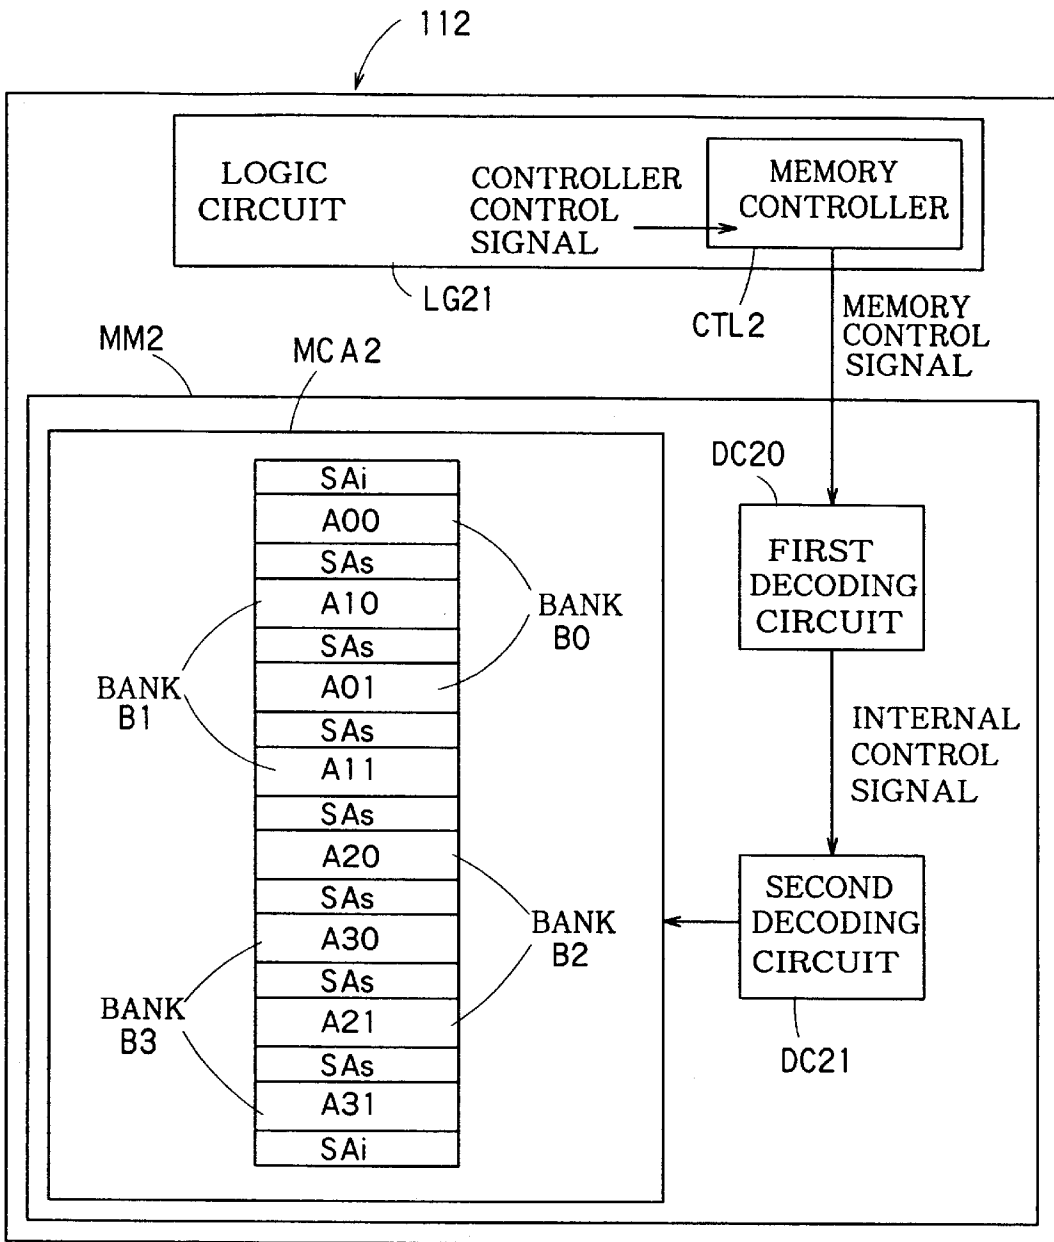 112
LOGIC
CIRCUIT
CONTROLLER
CONTROL
SIGNAL
MEMORY
CONTROLLER
LG21
CTL2
MEMORY
CONTROL
SIGNAL
MM2
MCA2
SAi
A00
SAs
A10
SAs
A01
SAs
A11
SAs
A20
SAs
A30
SAs
A21
SAs
A31
SAi
BANK
B0
BANK
B1
BANK
B2
BANK
B3
DC20
FIRST
DECODING
CIRCUIT
INTERNAL
CONTROL
SIGNAL
SECOND
DECODING
CIRCUIT
DC21